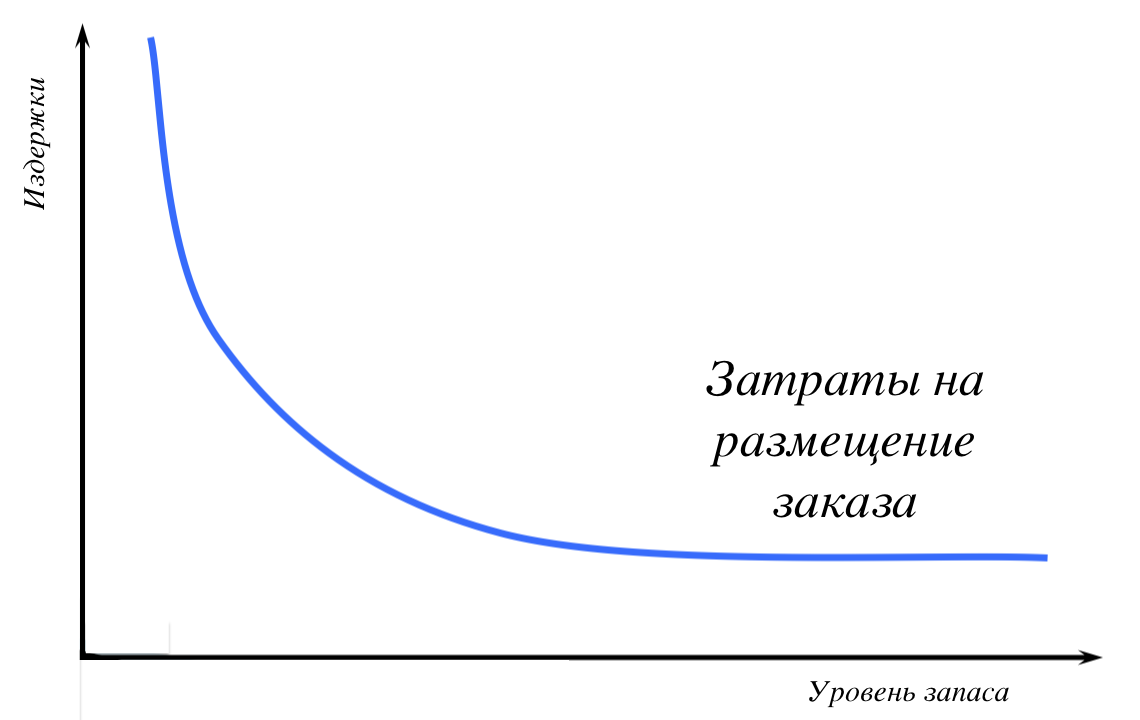 Издержки
Затраты на
размещение
заказа
Уровень запаса